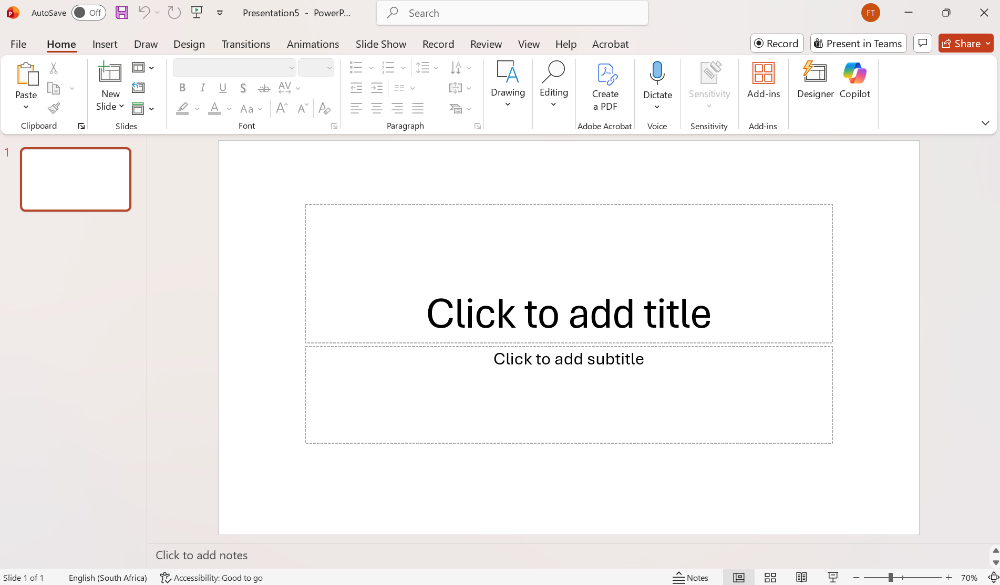 AutoSave Off Presentation5 - PowerP... Search FT
File Home Insert Draw Design Transitions Animations Slide Show Record Review View Help Acrobat Record Present in Teams Share
Paste
New
Slide
B I U S ab AV
Aa A A
Drawing
Editing
Create
a PDF
Dictate
Sensitivity
Add-ins
Designer
Copilot
Clipboard Slides Font Paragraph Adobe Acrobat Voice Sensitivity Add-ins
1
Click to add title
Click to add subtitle
Click to add notes
Slide 1 of 1 English (South Africa) Accessibility: Good to go Notes 70%